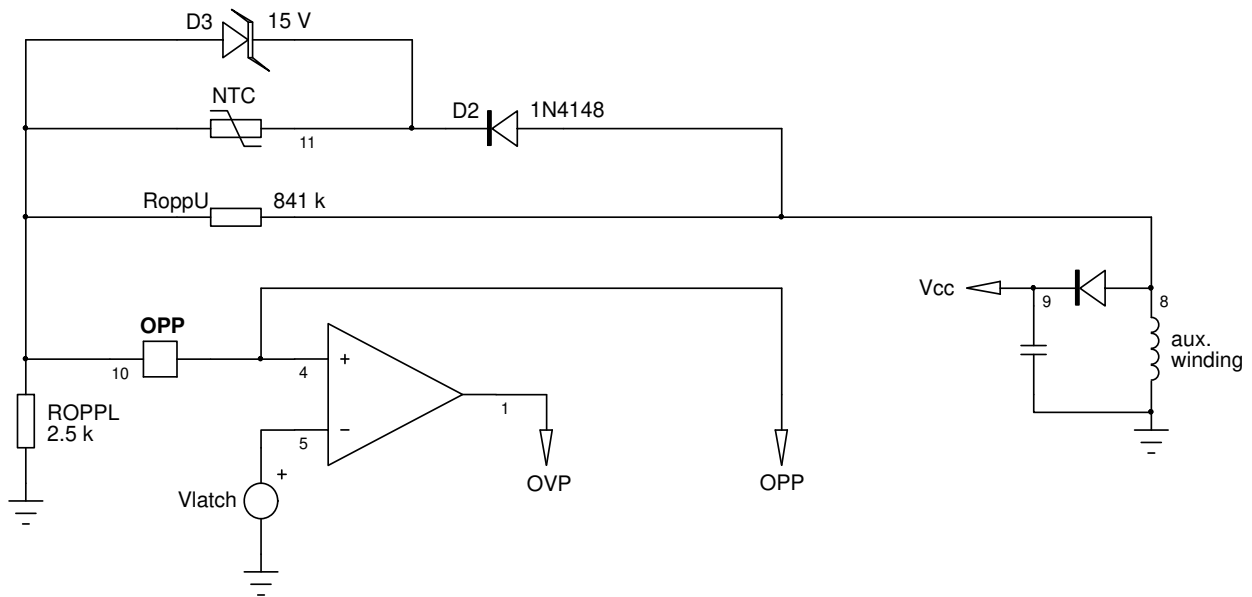 D3 15 V
NTC
11
D2 1N4148
RoppU 841 k
Vcc
9
8
aux.
winding
OPP
10
4
+
ROPPL
2.5 k
1
5
−
+
Vlatch
OVP
OPP